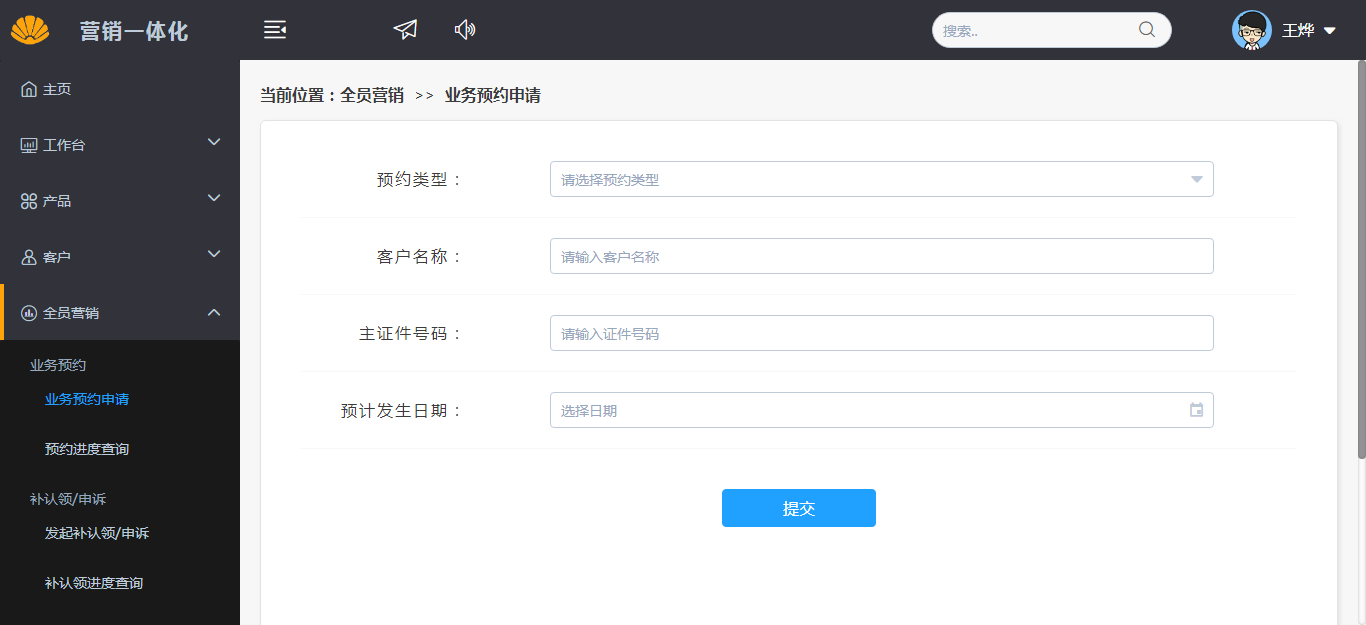 营销一体化
搜索..
王烨
主页
工作台
产品
客户
全员营销
业务预约
业务预约申请
预约进度查询
补认领/申诉
发起补认领/申诉
补认领进度查询
当前位置：全员营销 >> 业务预约申请
预约类型： 请选择预约类型
客户名称： 请输入客户名称
主证件号码： 请输入证件号码
预计发生日期： 选择日期
提交